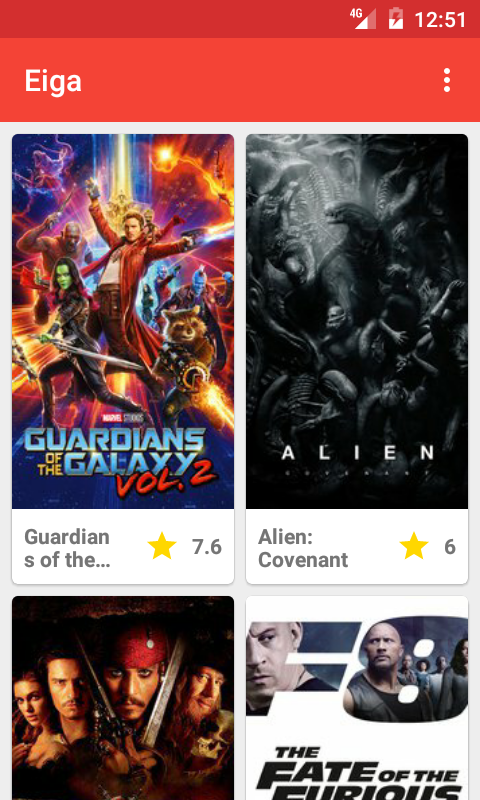 4G
12:51
Eiga
MARVEL STUDIOS
GUARDIANS
OF THE
GALAXY
VOL. 2
ALIEN
COVENANT
Guardian
s of the...
7.6
Alien:
Covenant
6
F8
THE
FATE OF THE
FURIOUS